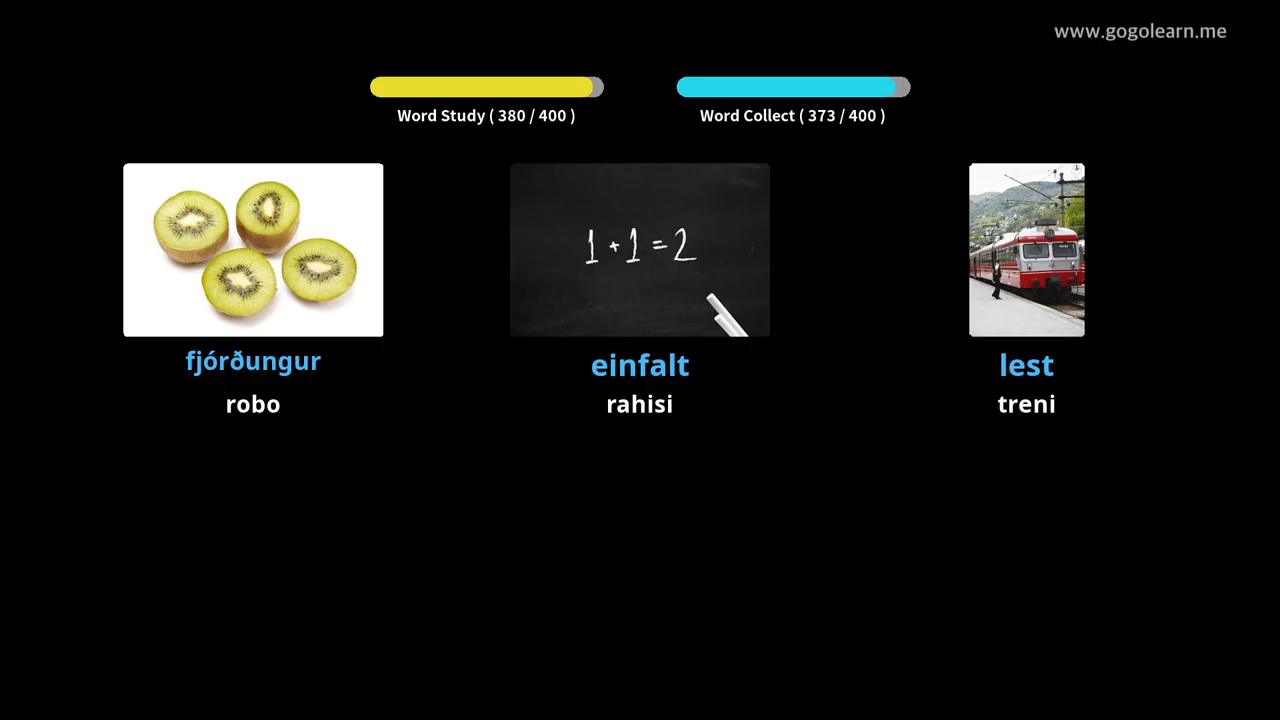 www.gogolearn.me
Word Study ( 380 / 400 )
Word Collect ( 373 / 400 )
1 + 1 = 2
fjórðungur
einfalt
lest
robo
rahisi
treni